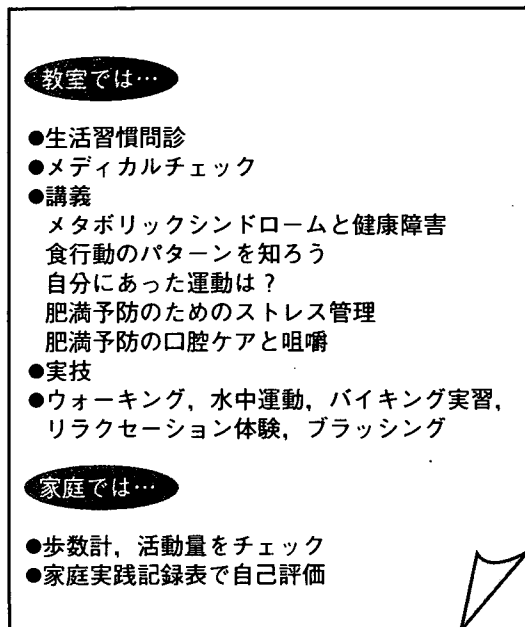 教室では…
●生活習慣問診
●メディカルチェック
●講義
メタボリックシンドロームと健康障害
食行動のパターンを知ろう
自分にあった運動は？
肥満予防のためのストレス管理
肥満予防の口腔ケアと咀嚼
●実技
●ウォーキング，水中運動，バイキング実習，
リラクセーション体験，ブラッシング
家庭では…
●歩数計，活動量をチェック
●家庭実践記録表で自己評価